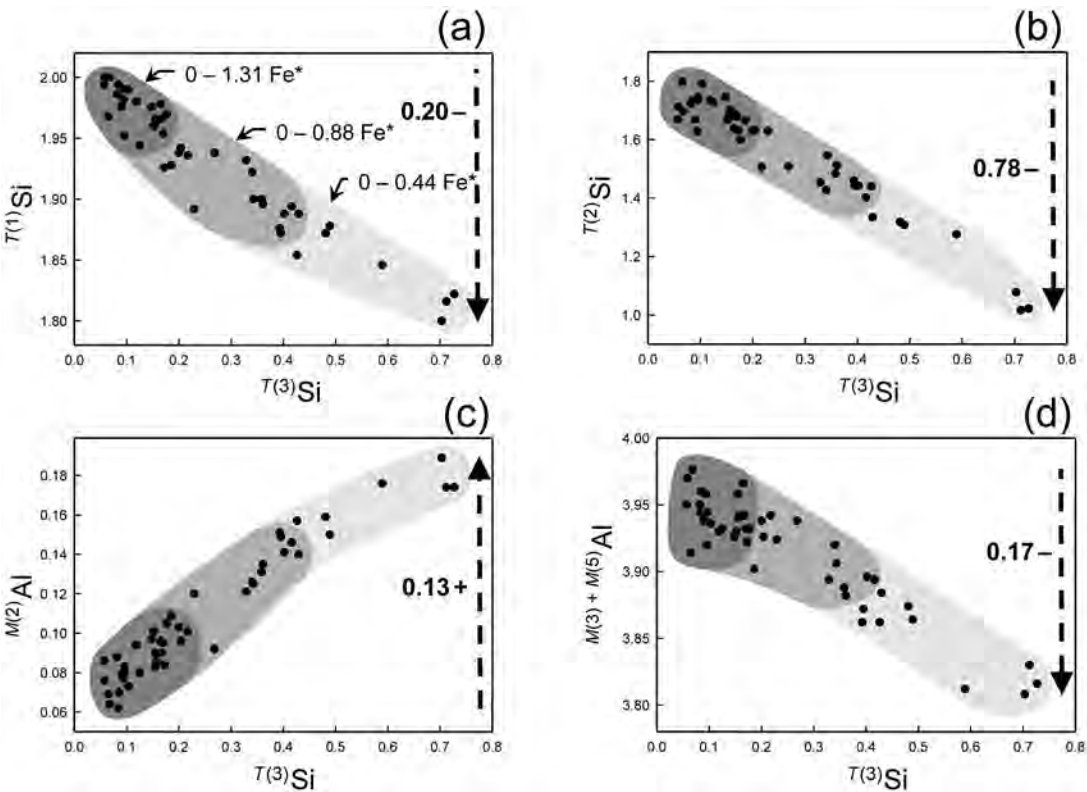 (a)
2.00
1.95
1.90
1.85
1.80
T(1)Si
0 – 1.31 Fe*
0 – 0.88 Fe*
0 – 0.44 Fe*
0.20 –
0.0 0.1 0.2 0.3 0.4 0.5 0.6 0.7 0.8
T(3)Si
(b)
1.8
1.6
1.4
1.2
1.0
T(2)Si
0.78 –
0.0 0.1 0.2 0.3 0.4 0.5 0.6 0.7 0.8
T(3)Si
(c)
0.18
0.16
0.14
0.12
0.10
0.08
0.06
M(2)Al
0.13 +
0.0 0.1 0.2 0.3 0.4 0.5 0.6 0.7 0.8
T(3)Si
(d)
4.00
3.95
3.90
3.85
3.80
M(3) + M(5)Al
0.17 –
0.0 0.1 0.2 0.3 0.4 0.5 0.6 0.7 0.8
T(3)Si